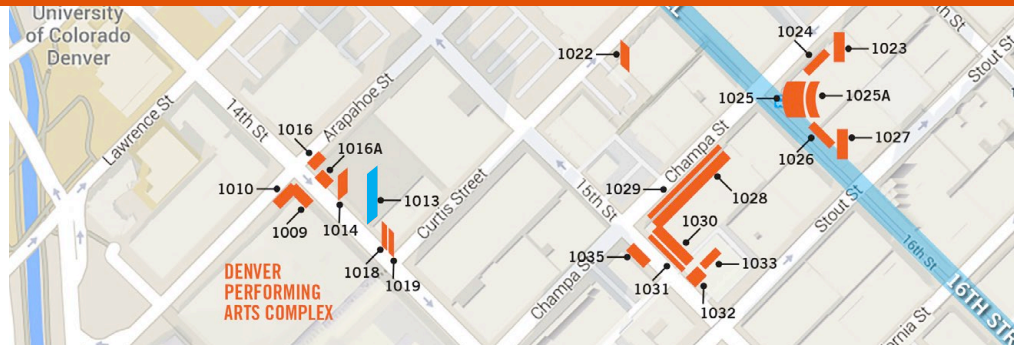 University
of Colorado
Denver
Lawrence St
14th St
Arapahoe St
1016
1016A
1010
1009
1014
1013
1018
1019
Curtis Street
DENVER
PERFORMING
ARTS COMPLEX
1022
15th St
Champa St
Champa St
1029
1028
1030
1035
1031
1033
1032
1024
1023
1025
1025A
1026
1027
Stout St
Stout St
16th St
16TH